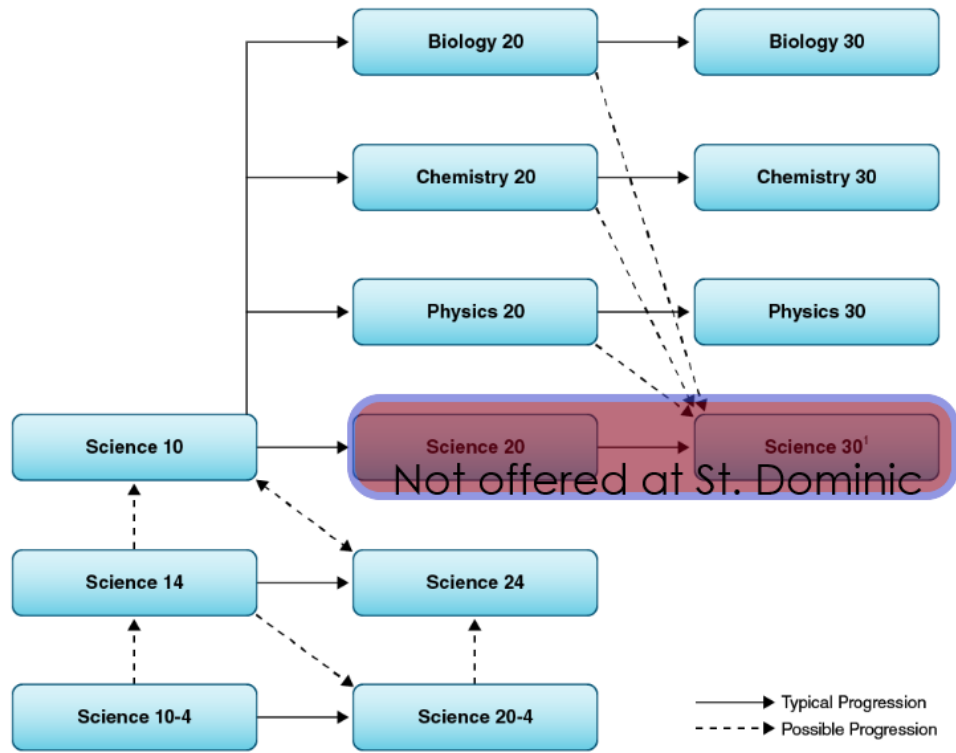 Biology 20
Biology 30
Chemistry 20
Chemistry 30
Physics 20
Physics 30
Science 10
Science 20
Science 30¹
Not offered at St. Dominic
Science 14
Science 24
Science 10-4
Science 20-4
Typical Progression
Possible Progression